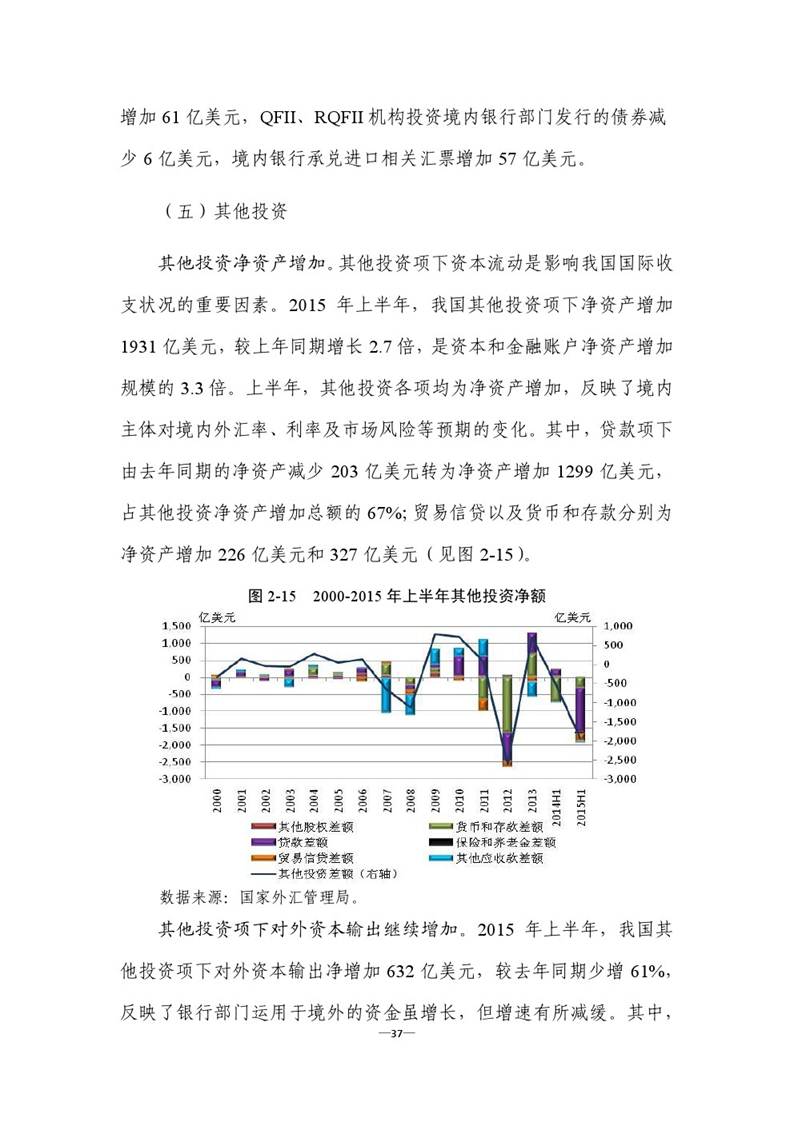 增加 61 亿美元，QFII、RQFII 机构投资境内银行部门发行的债券减
少 6 亿美元，境内银行承兑进口相关汇票增加 57 亿美元。
（五）其他投资
其他投资净资产增加。其他投资项下资本流动是影响我国国际收
支状况的重要因素。2015 年上半年，我国其他投资项下净资产增加
1931 亿美元，较上年同期增长 2.7 倍，是资本和金融账户净资产增加
规模的 3.3 倍。上半年，其他投资各项均为净资产增加，反映了境内
主体对境内外汇率、利率及市场风险等预期的变化。其中，贷款项下
由去年同期的净资产减少 203 亿美元转为净资产增加 1299 亿美元，
占其他投资净资产增加总额的 67%; 贸易信贷以及货币和存款分别为
净资产增加 226 亿美元和 327 亿美元（见图 2-15）。
图 2-15 2000-2015 年上半年其他投资净额
亿美元 亿美元
1,500 1,000
1,000 500
500 0
0 -500
-500 -1,000
-1,000 -1,500
-1,500 -2,000
-2,000 -2,500
-2,500 -3,000
-3,000
2000 2001 2002 2003 2004 2005 2006 2007 2008 2009 2010 2011 2012 2013 2014H1 2015H1
其他股权差额 货币和存款差额
贷款差额 保险和养老金差额
贸易信贷差额 其他应收款差额
其他投资差额（右轴）
数据来源：国家外汇管理局。
其他投资项下对外资本输出继续增加。2015 年上半年，我国其
他投资项下对外资本输出净增加 632 亿美元，较去年同期少增 61%，
反映了银行部门运用于境外的资金虽增长，但增速有所减缓。其中，
—37—